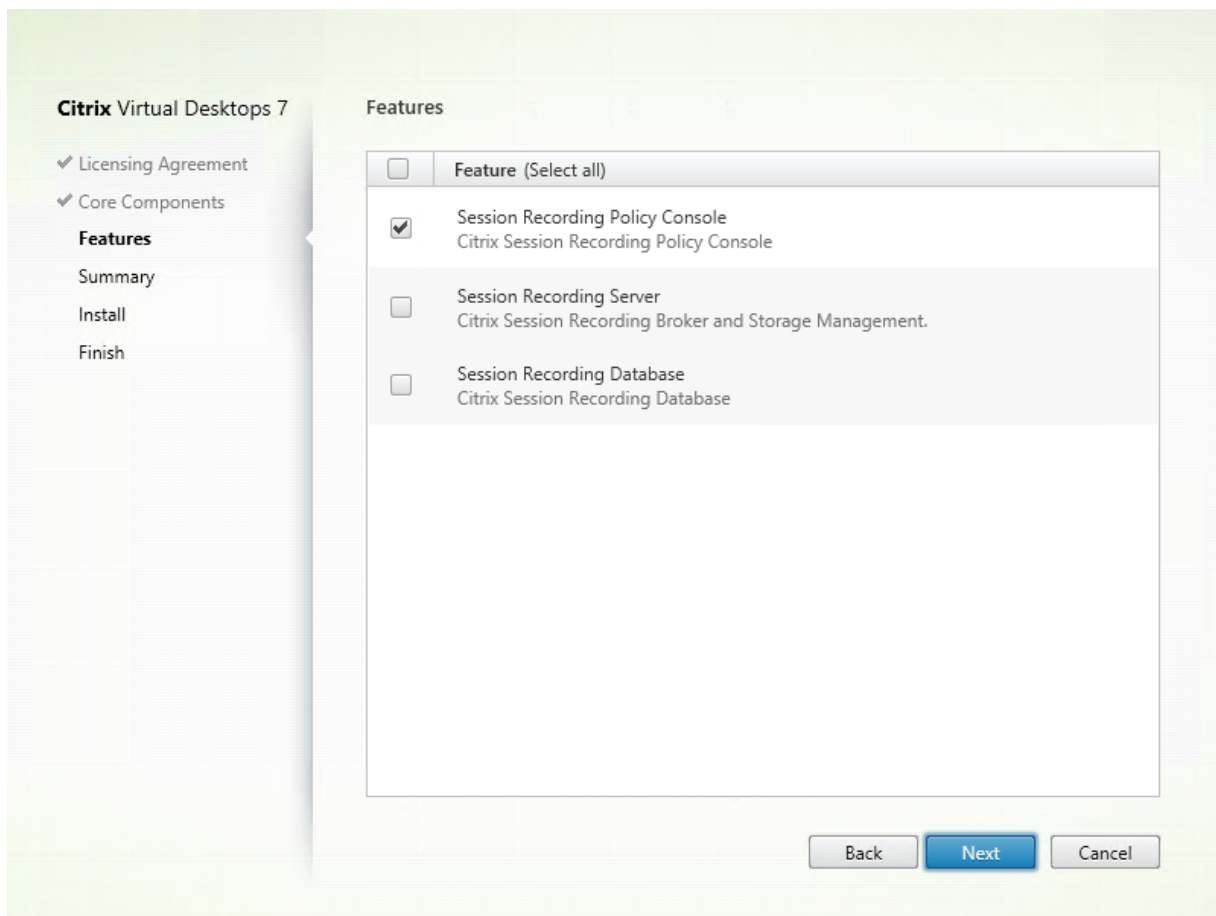 Citrix Virtual Desktops 7
Licensing Agreement
Core Components
Features
Summary
Install
Finish
Features
Feature (Select all)
Session Recording Policy Console
Citrix Session Recording Policy Console
Session Recording Server
Citrix Session Recording Broker and Storage Management.
Session Recording Database
Citrix Session Recording Database
Back
Next
Cancel